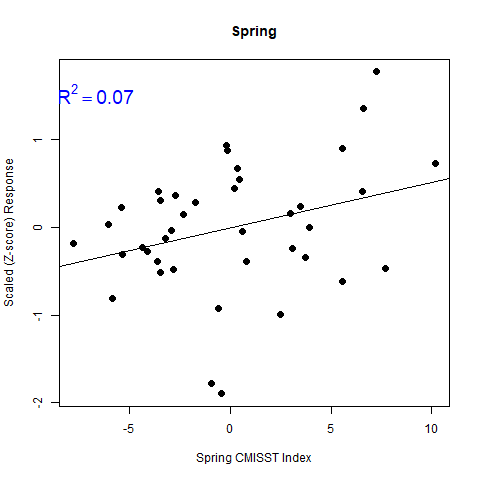 Spring
R² = 0.07
Scaled (Z-score) Response
1
0
-1
-2
-5 0 5 10
Spring CMISST Index